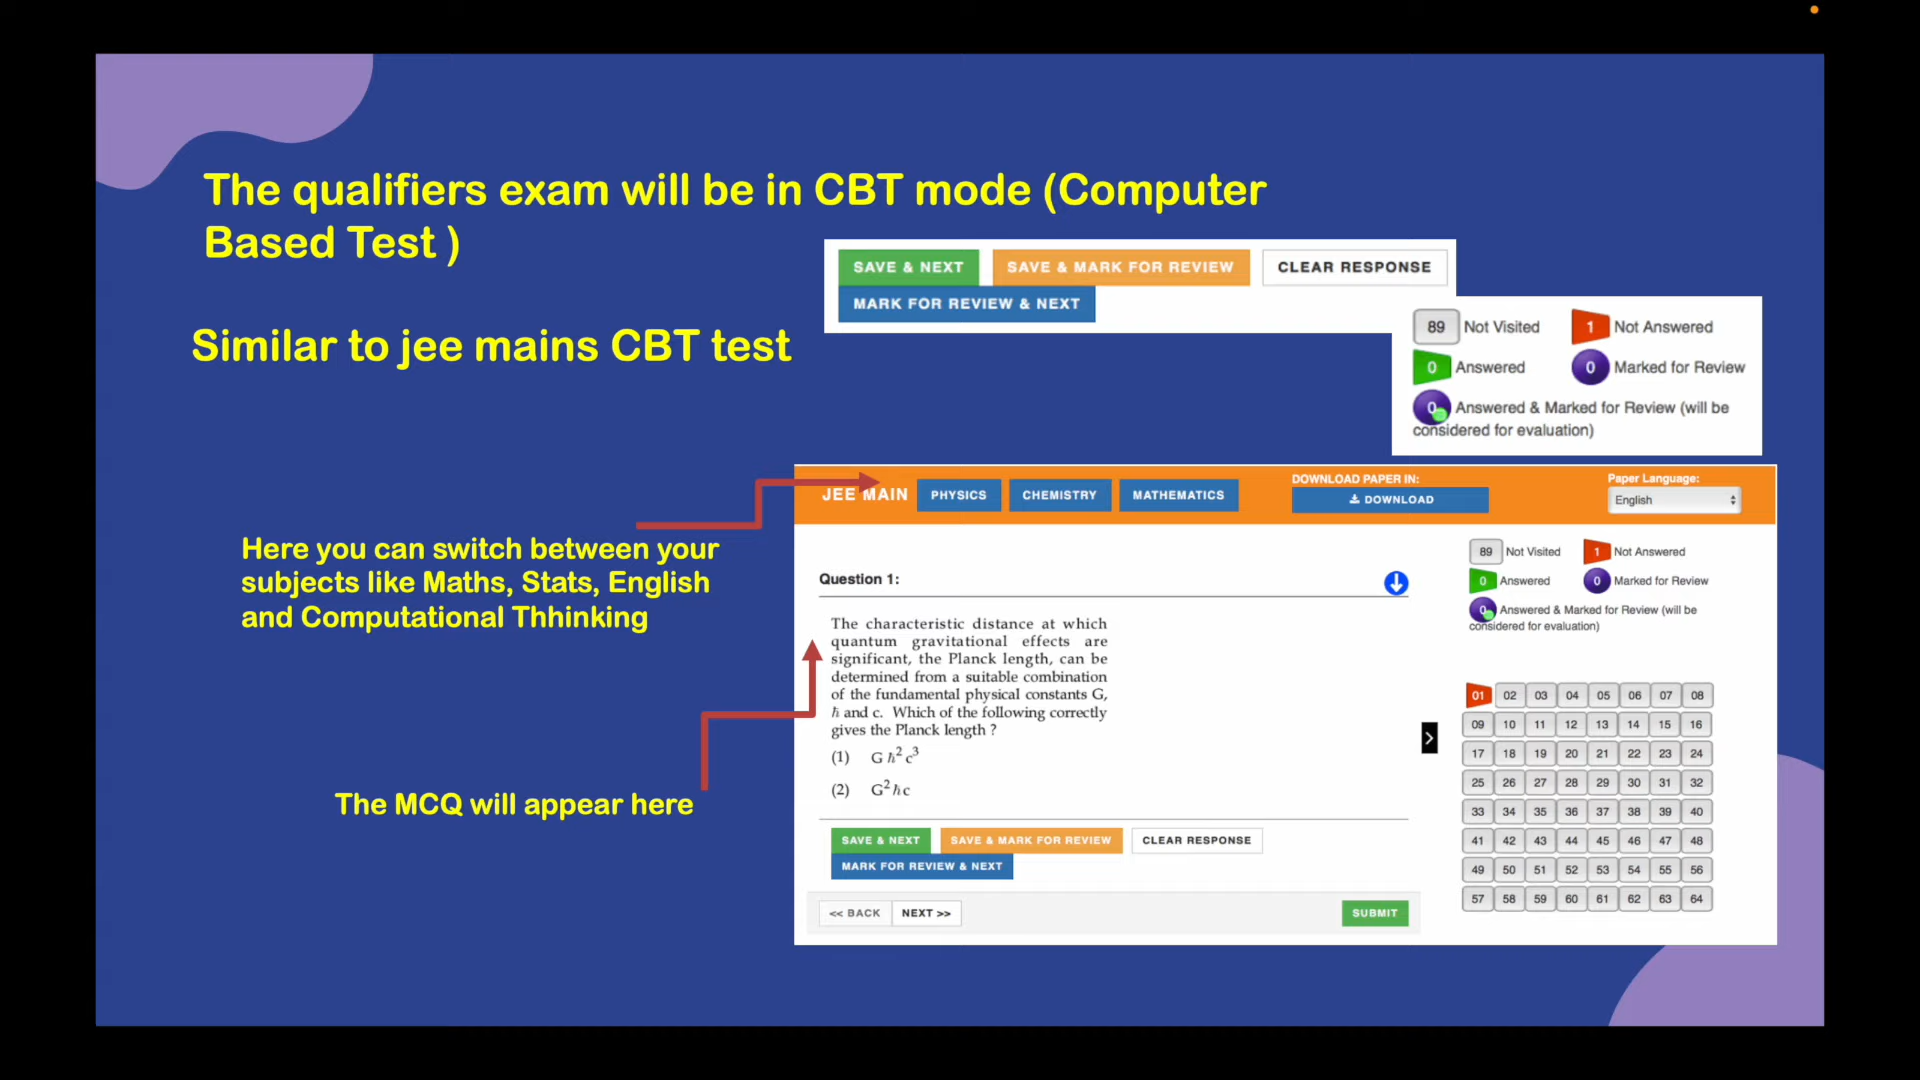 The qualifiers exam will be in CBT mode (Computer
Based Test )
Similar to jee mains CBT test
SAVE & NEXT SAVE & MARK FOR REVIEW CLEAR RESPONSE
MARK FOR REVIEW & NEXT
89 Not Visited 1 Not Answered
0 Answered 0 Marked for Review
0 Answered & Marked for Review (will be
considered for evaluation)
Here you can switch between your
subjects like Maths, Stats, English
and Computational Thhinking
The MCQ will appear here
JEE MAIN PHYSICS CHEMISTRY MATHEMATICS
DOWNLOAD PAPER IN:
DOWNLOAD
Paper Language:
English
Question 1:
The characteristic distance at which
quantum gravitational effects are
significant, the Planck length, can be
determined from a suitable combination
of the fundamental physical constants G,
ℏ and c. Which of the following correctly
gives the Planck length ?
(1) G ℏ² c³
(2) G² ℏ c
SAVE & NEXT SAVE & MARK FOR REVIEW CLEAR RESPONSE
MARK FOR REVIEW & NEXT
<< BACK NEXT >> SUBMIT
89 Not Visited 1 Not Answered
0 Answered 0 Marked for Review
0 Answered & Marked for Review (will be
considered for evaluation)
01 02 03 04 05 06 07 08
09 10 11 12 13 14 15 16
17 18 19 20 21 22 23 24
25 26 27 28 29 30 31 32
33 34 35 36 37 38 39 40
41 42 43 44 45 46 47 48
49 50 51 52 53 54 55 56
57 58 59 60 61 62 63 64